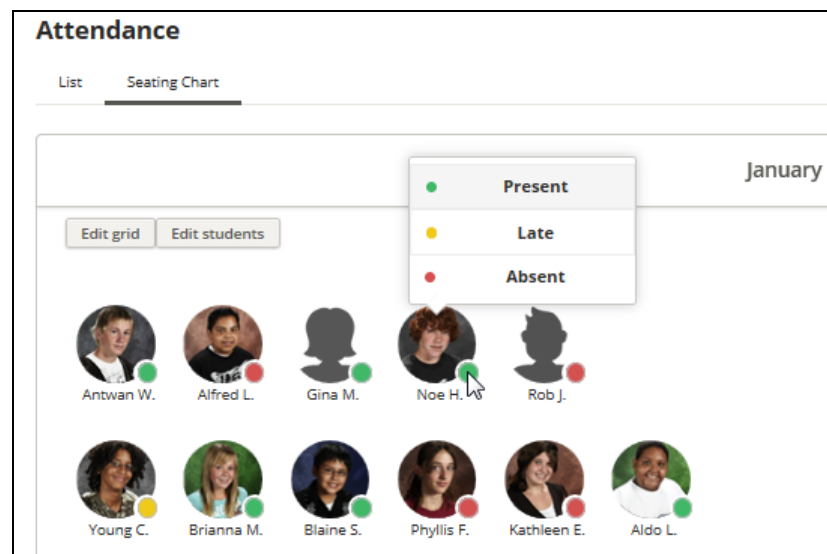 Attendance
List Seating Chart
January
Present
Edit grid Edit students
Late
Absent
Antwan W. Alfred L. Gina M. Noe H. Rob J.
Young C. Brianna M. Blaine S. Phyllis F. Kathleen E. Aldo L.